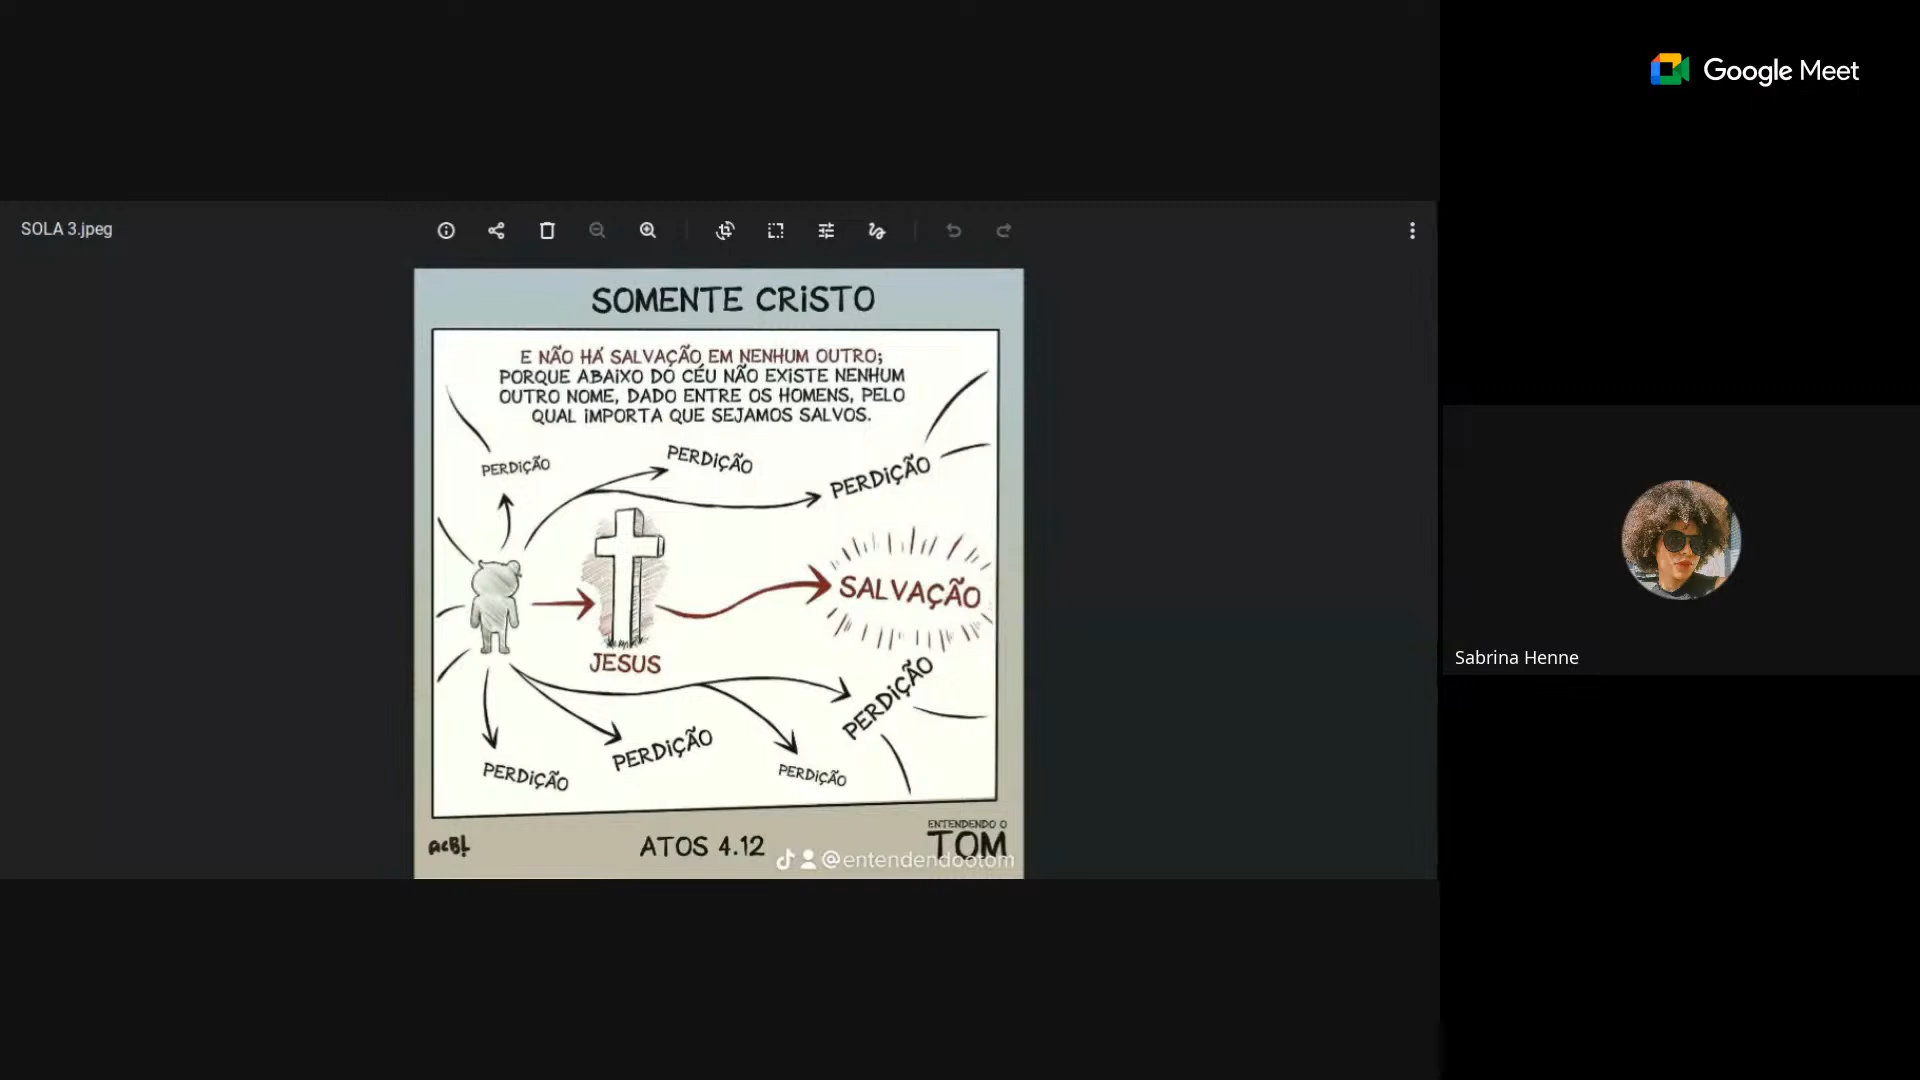 Google Meet
SOLA 3.jpeg
SOMENTE CRiSTO
E NÃO HÁ SALVAÇÃO EM NENHUM OUTRO;
PORQUE ABAiXO DO CÉU NÃO EXiSTE NENHUM
OUTRO NOME, DADO ENTRE OS HOMENS, PELO
QUAL iMPORTA QUE SEJAMOS SALVOS.
PERDiÇÃO
PERDiÇÃO
PERDiÇÃO
SALVAÇÃO
JESUS
PERDiÇÃO
PERDiÇÃO
PERDiÇÃO
PERDiÇÃO
Sabrina Henne
ACB!
ATOS 4.12
ENTENDENDO O
TOM
@entendendootom